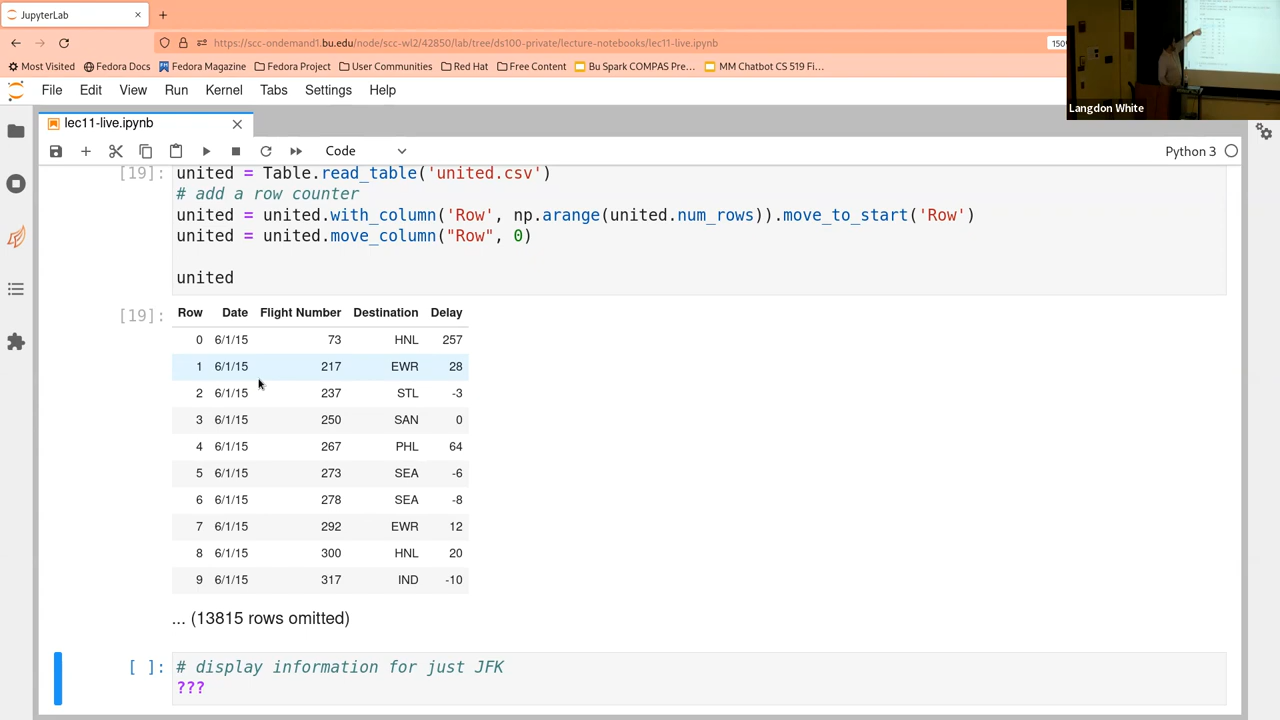 JupyterLab
https://scc-ondemand1.bu.edu/node/scc-wl2/42850/lab/tree/ds100-private/lecture-notebooks/lec11-live.ipynb
150
Most Visited Fedora Docs Fedora Magazine Fedora Project User Communities Red Hat Free Content Bu Spark COMPAS Pre... MM Chatbot CS 519 Fi...
Langdon White
File Edit View Run Kernel Tabs Settings Help
lec11-live.ipynb
Code
Python 3
[19]: united = Table.read_table('united.csv')
# add a row counter
united = united.with_column('Row', np.arange(united.num_rows)).move_to_start('Row')
united = united.move_column("Row", 0)
united
[19]: Row Date Flight Number Destination Delay
0 6/1/15 73 HNL 257
1 6/1/15 217 EWR 28
2 6/1/15 237 STL -3
3 6/1/15 250 SAN 0
4 6/1/15 267 PHL 64
5 6/1/15 273 SEA -6
6 6/1/15 278 SEA -8
7 6/1/15 292 EWR 12
8 6/1/15 300 HNL 20
9 6/1/15 317 IND -10
... (13815 rows omitted)
[ ]: # display information for just JFK
???